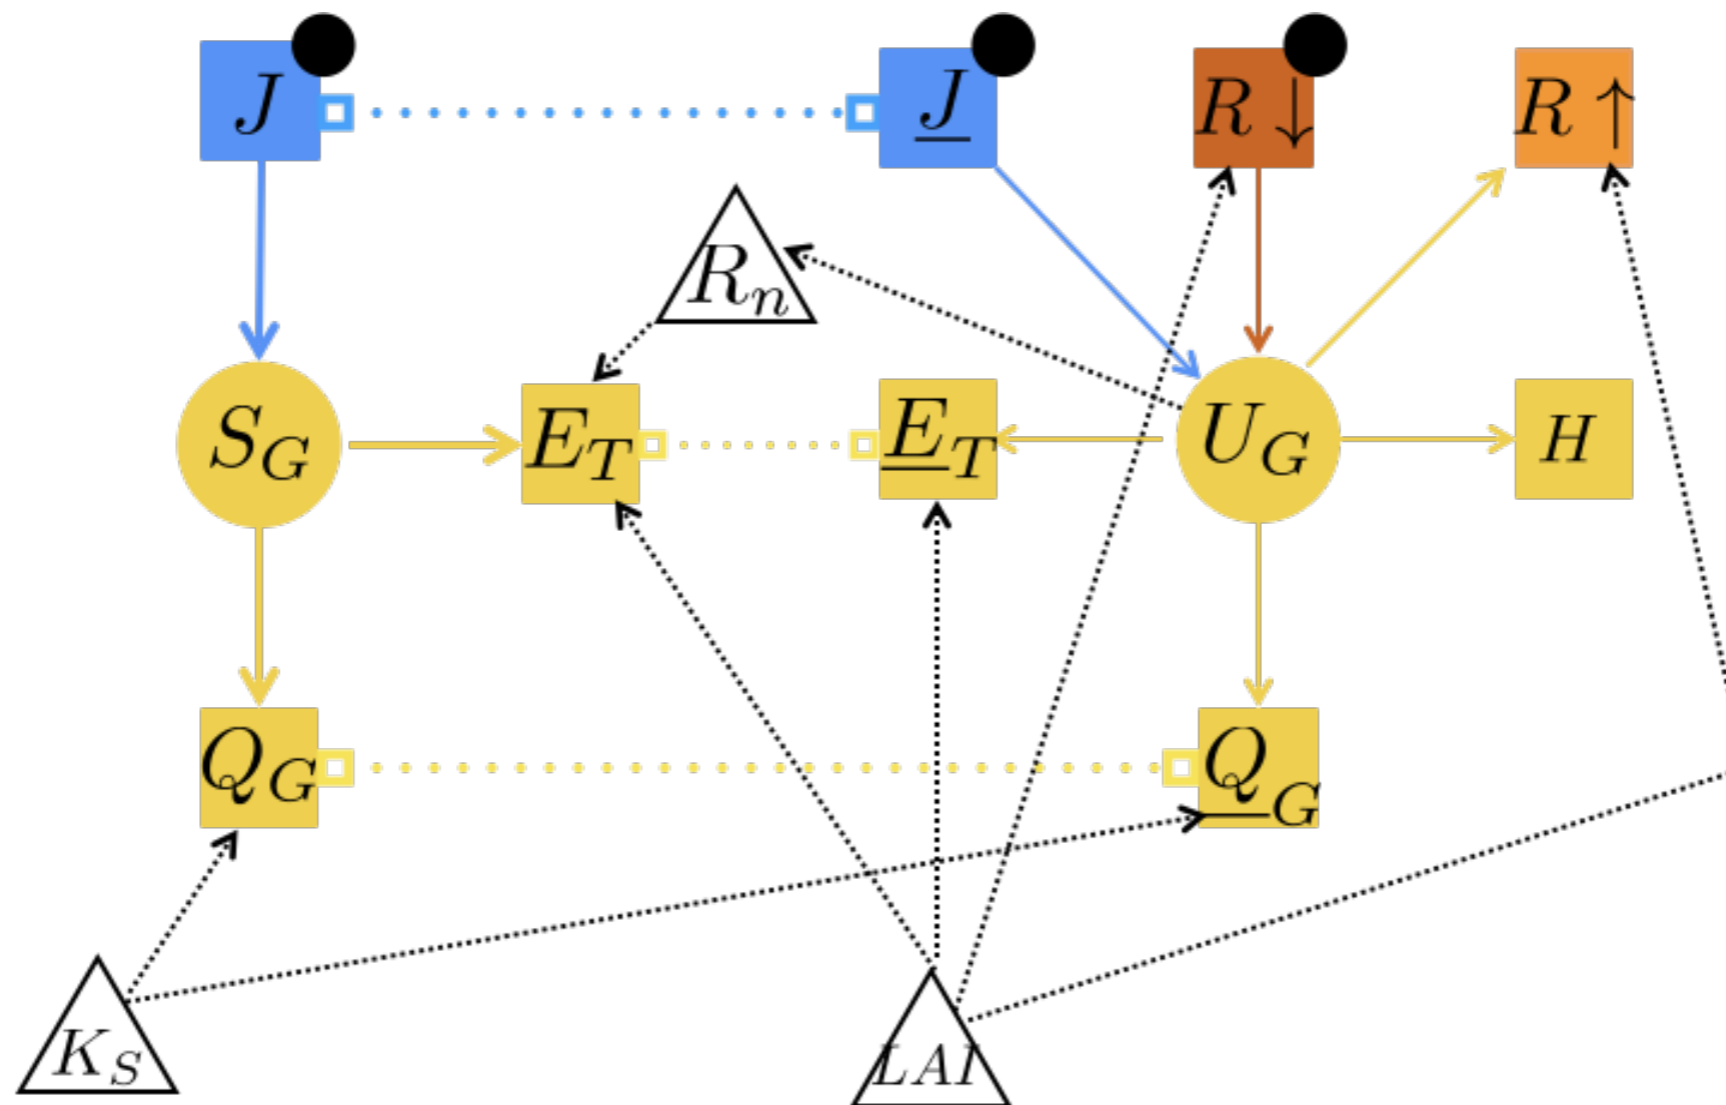 J J R ↓ R ↑
R_n
S_G E_T E_T U_G H
Q_G Q_G
K_S LAI